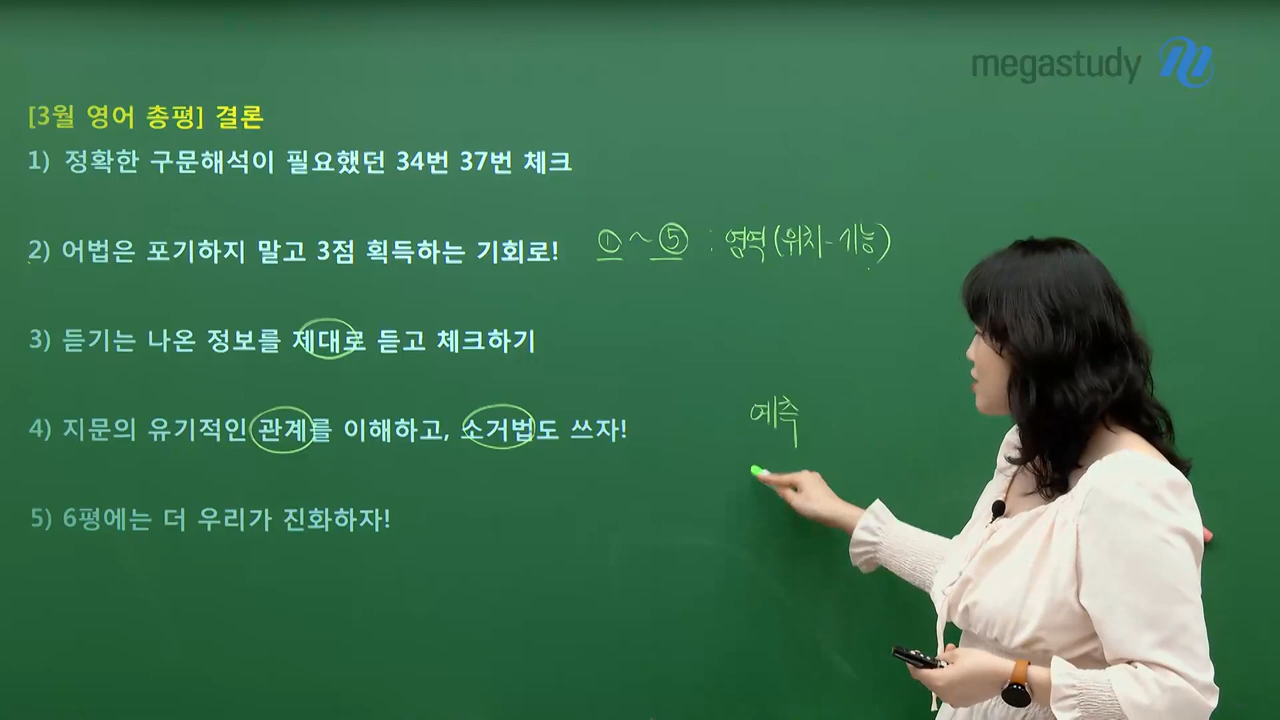 megastudy
[3월 영어 총평] 결론
1) 정확한 구문해석이 필요했던 34번 37번 체크
2) 어법은 포기하지 말고 3점 획득하는 기회로! ①~⑤ : 영역(위치-기능)
3) 듣기는 나온 정보를 제대로 듣고 체크하기
4) 지문의 유기적인 관계를 이해하고, 소거법도 쓰자!
예측
5) 6평에는 더 우리가 진화하자!